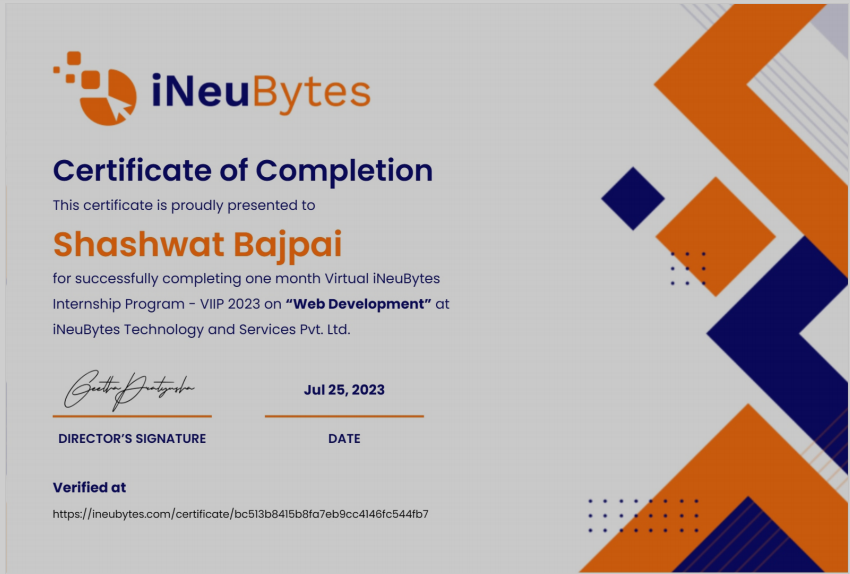 iNeuBytes
Certificate of Completion
This certificate is proudly presented to
Shashwat Bajpai
for successfully completing one month Virtual iNeuBytes
Internship Program - VIIP 2023 on “Web Development” at
iNeuBytes Technology and Services Pvt. Ltd.
Geetha Pratyusha
Jul 25, 2023
DIRECTOR’S SIGNATURE
DATE
Verified at
https://ineubytes.com/certificate/bc513b8415b8fa7eb9cc4146fc544fb7